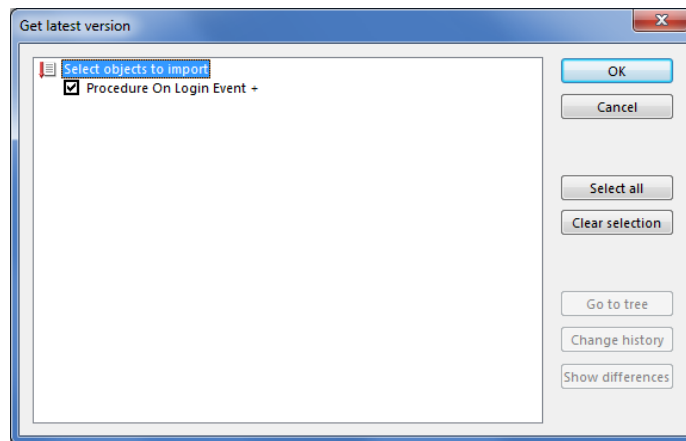 Get latest version
Select objects to import
Procedure On Login Event +
OK
Cancel
Select all
Clear selection
Go to tree
Change history
Show differences